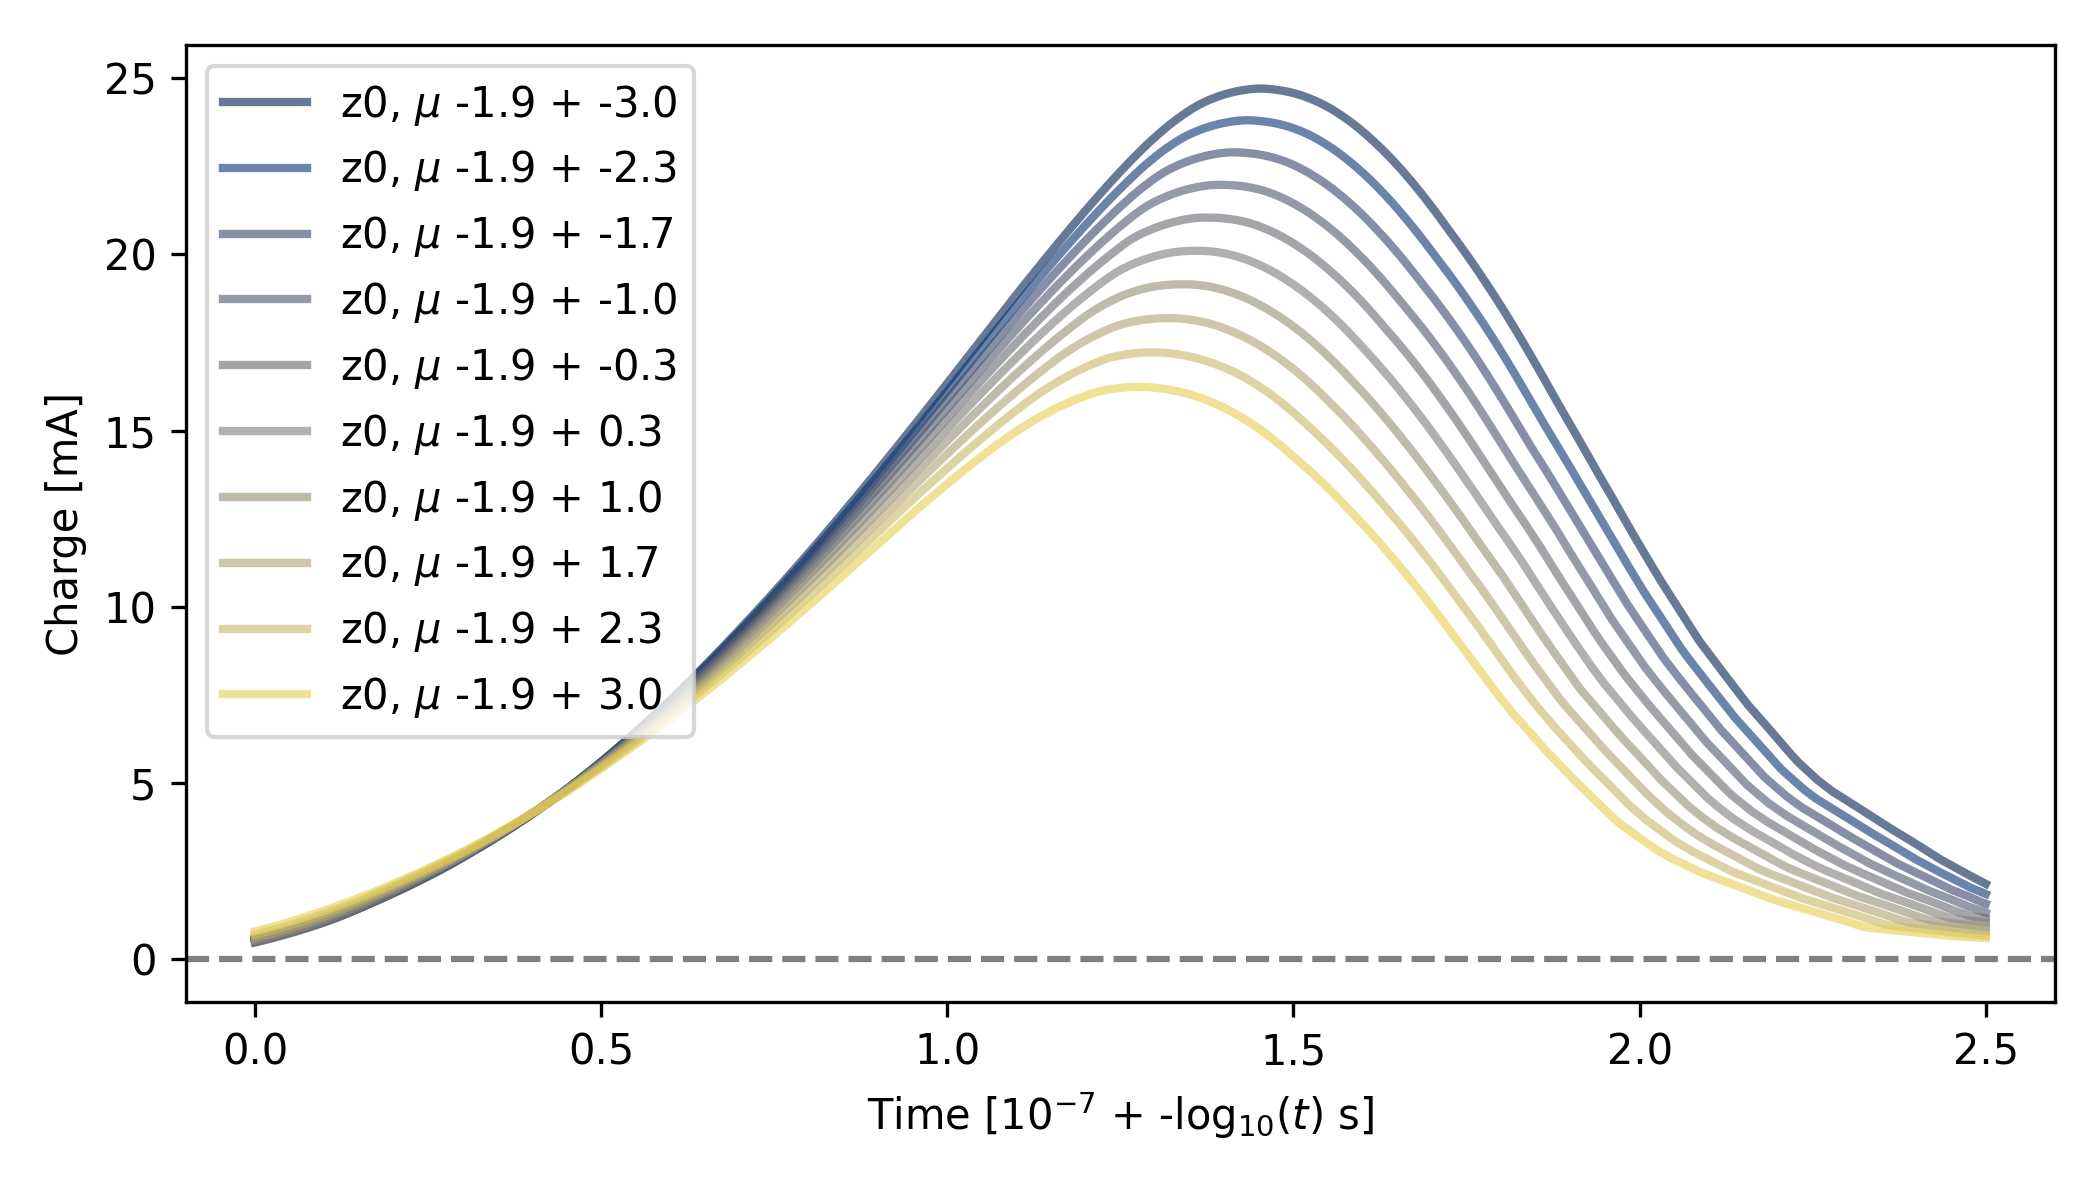 25
20
15
10
5
0
Charge [mA]
z0, μ -1.9 + -3.0
z0, μ -1.9 + -2.3
z0, μ -1.9 + -1.7
z0, μ -1.9 + -1.0
z0, μ -1.9 + -0.3
z0, μ -1.9 + 0.3
z0, μ -1.9 + 1.0
z0, μ -1.9 + 1.7
z0, μ -1.9 + 2.3
z0, μ -1.9 + 3.0
0.0 0.5 1.0 1.5 2.0 2.5
Time [10⁻⁷ + -log₁₀(t) s]